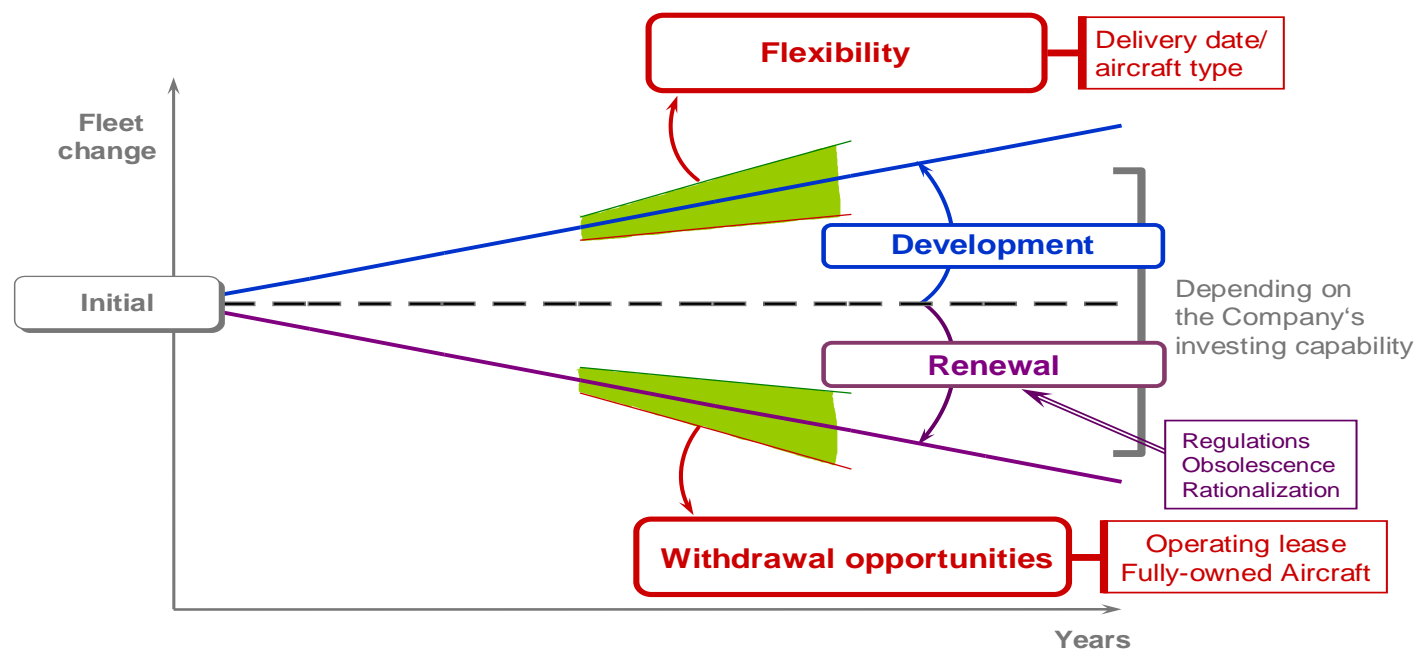 Flexibility
Delivery date/
aircraft type
Fleet
change
Development
Initial
Depending on
the Company‘s
investing capability
Renewal
Regulations
Obsolescence
Rationalization
Withdrawal opportunities
Operating lease
Fully-owned Aircraft
Years